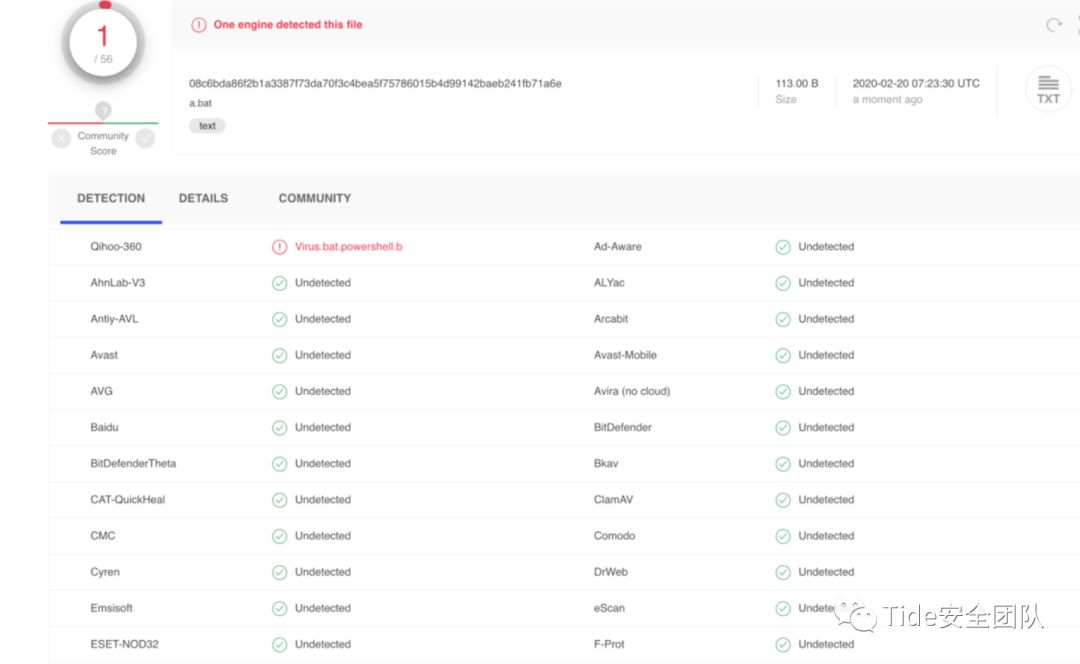 1
/ 56
One engine detected this file
08c6bda86f2b1a3387f73da70f3c4bea5f75786015b4d99142baeb241fb71a6e
a.bat
text
113.00 B
Size
2020-02-20 07:23:30 UTC
a moment ago
TXT
?
Community
Score
DETECTION DETAILS COMMUNITY
Qihoo-360 Virus.bat.powershell.b Ad-Aware Undetected
AhnLab-V3 Undetected ALYac Undetected
Antiy-AVL Undetected Arcabit Undetected
Avast Undetected Avast-Mobile Undetected
AVG Undetected Avira (no cloud) Undetected
Baidu Undetected BitDefender Undetected
BitDefenderTheta Undetected Bkav Undetected
CAT-QuickHeal Undetected ClamAV Undetected
CMC Undetected Comodo Undetected
Cyren Undetected DrWeb Undetected
Emsisoft Undetected eScan
Tide安全团队
ESET-NOD32 Undetected F-Prot Undetected